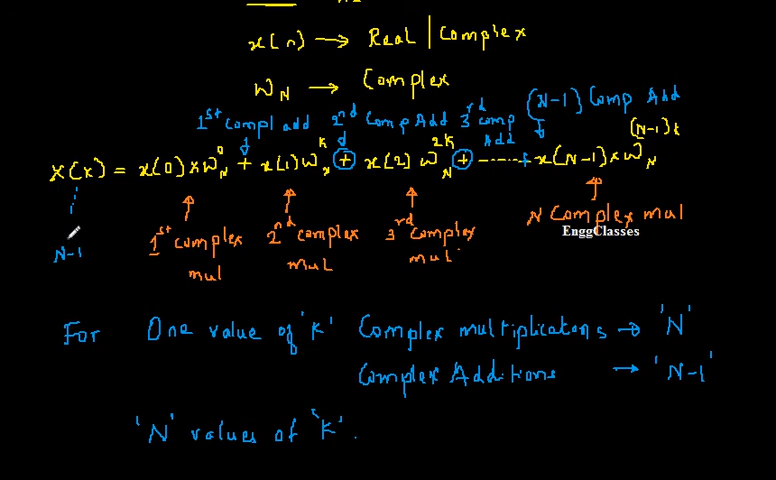 x(n) → Real | Complex
W_N → Complex
1st compl add 2nd Comp Add 3rd comp Add (N-1) Comp Add
X(K) = x(0) x W_N^0 + x(1) W_N^K + x(2) W_N^2K + ------+ x(N-1) x W_N^(N-1)k
1st complex mul 2nd complex mul 3rd complex mul N Complex mul
EnggClasses
N-1
For One value of 'K' Complex multiplicatons → 'N'
Complex Additions → 'N-1'
'N' values of 'K'.